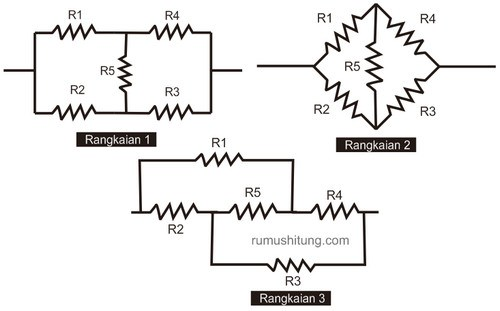 R1 R4
R5
R2 R3
Rangkaian 1
R1 R4
R5
R2 R3
Rangkaian 2
R1
R5 R4
R2
rumushitung.com
R3
Rangkaian 3